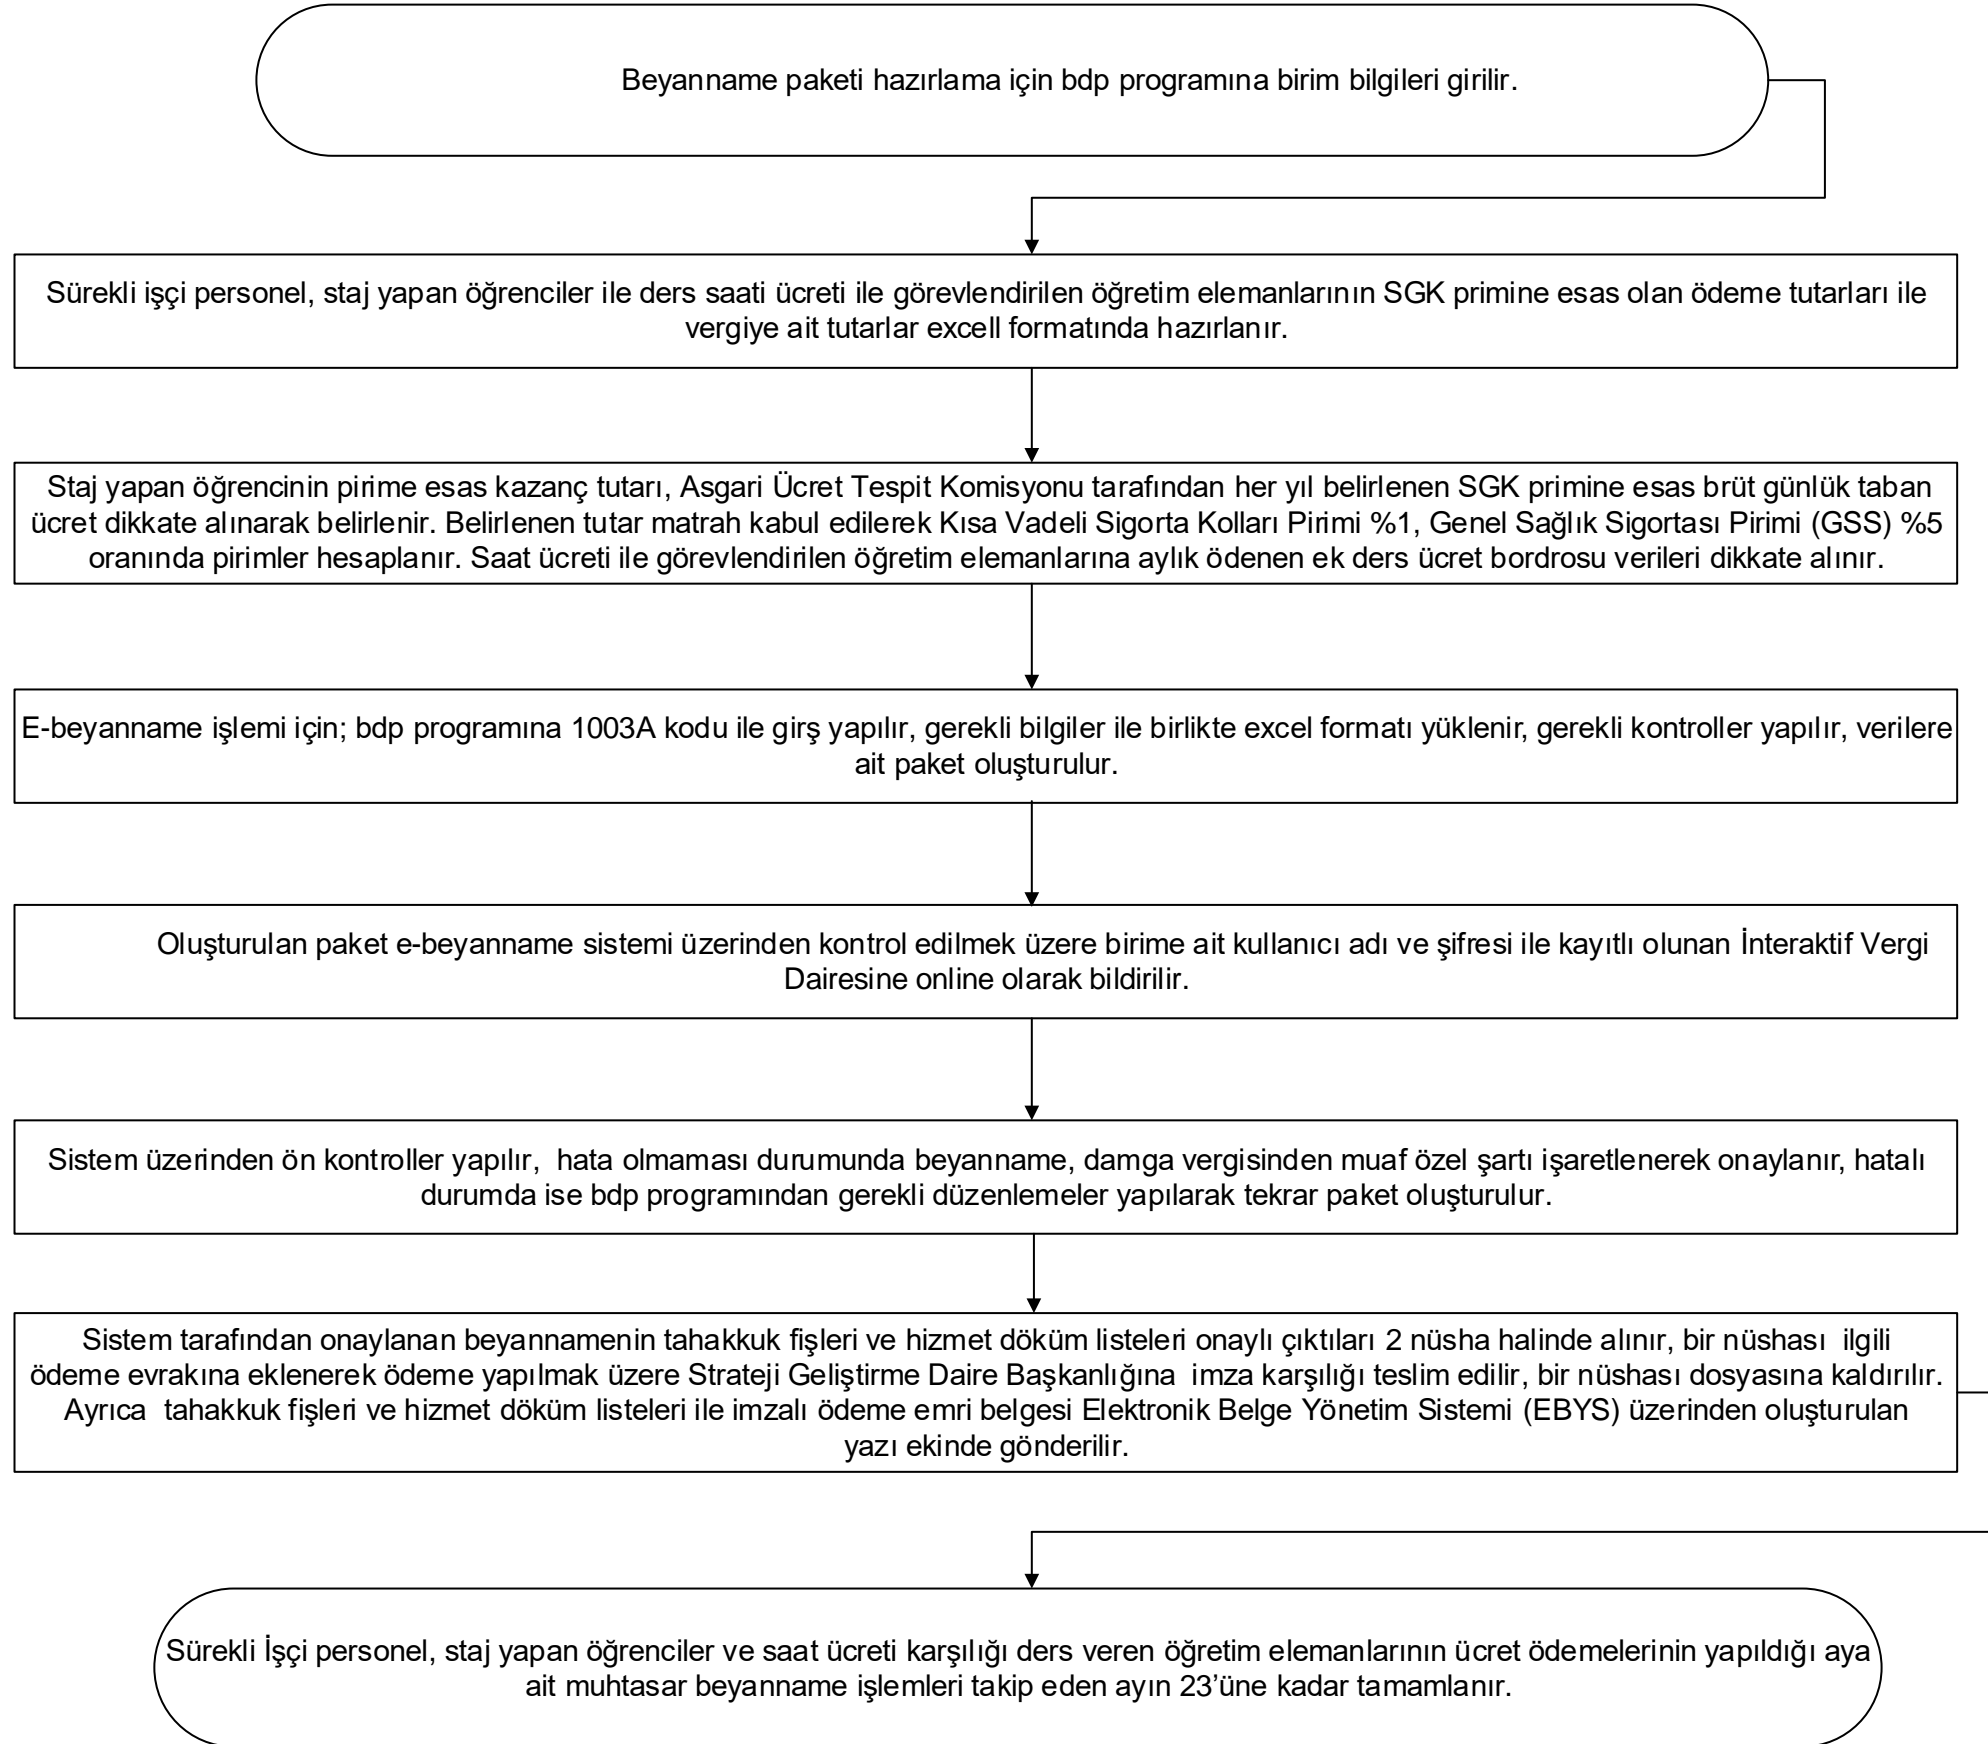 Beyanname paketi hazırlama için bdp programına birim bilgileri girilir.
Sürekli işçi personel, staj yapan öğrenciler ile ders saati ücreti ile görevlendirilen öğretim elemanlarının SGK primine esas olan ödeme tutarları ile
vergiye ait tutarlar excell formatında hazırlanır.
Staj yapan öğrencinin pirime esas kazanç tutarı, Asgari Ücret Tespit Komisyonu tarafından her yıl belirlenen SGK primine esas brüt günlük taban
ücret dikkate alınarak belirlenir. Belirlenen tutar matrah kabul edilerek Kısa Vadeli Sigorta Kolları Pirimi %1, Genel Sağlık Sigortası Pirimi (GSS) %5
oranında pirimler hesaplanır. Saat ücreti ile görevlendirilen öğretim elemanlarına aylık ödenen ek ders ücret bordrosu verileri dikkate alınır.
E-beyanname işlemi için; bdp programına 1003A kodu ile girş yapılır, gerekli bilgiler ile birlikte excel formatı yüklenir, gerekli kontroller yapılır, verilere
ait paket oluşturulur.
Oluşturulan paket e-beyanname sistemi üzerinden kontrol edilmek üzere birime ait kullanıcı adı ve şifresi ile kayıtlı olunan İnteraktif Vergi
Dairesine online olarak bildirilir.
Sistem üzerinden ön kontroller yapılır,  hata olmaması durumunda beyanname, damga vergisinden muaf özel şartı işaretlenerek onaylanır, hatalı
durumda ise bdp programından gerekli düzenlemeler yapılarak tekrar paket oluşturulur.
Sistem tarafından onaylanan beyannamenin tahakkuk fişleri ve hizmet döküm listeleri onaylı çıktıları 2 nüsha halinde alınır, bir nüshası  ilgili
ödeme evrakına eklenerek ödeme yapılmak üzere Strateji Geliştirme Daire Başkanlığına  imza karşılığı teslim edilir, bir nüshası dosyasına kaldırılır.
Ayrıca  tahakkuk fişleri ve hizmet döküm listeleri ile imzalı ödeme emri belgesi Elektronik Belge Yönetim Sistemi (EBYS) üzerinden oluşturulan
yazı ekinde gönderilir.
Sürekli İşçi personel, staj yapan öğrenciler ve saat ücreti karşılığı ders veren öğretim elemanlarının ücret ödemelerinin yapıldığı aya
ait muhtasar beyanname işlemleri takip eden ayın 23’üne kadar tamamlanır.